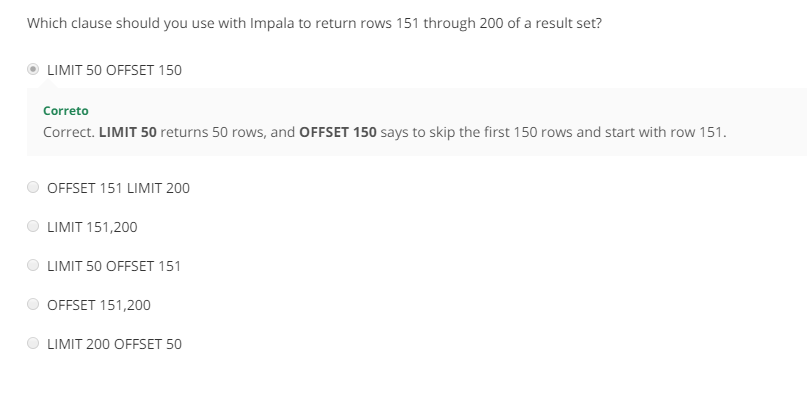 Which clause should you use with Impala to return rows 151 through 200 of a result set?
LIMIT 50 OFFSET 150
Correto
Correct. LIMIT 50 returns 50 rows, and OFFSET 150 says to skip the first 150 rows and start with row 151.
OFFSET 151 LIMIT 200
LIMIT 151,200
LIMIT 50 OFFSET 151
OFFSET 151,200
LIMIT 200 OFFSET 50